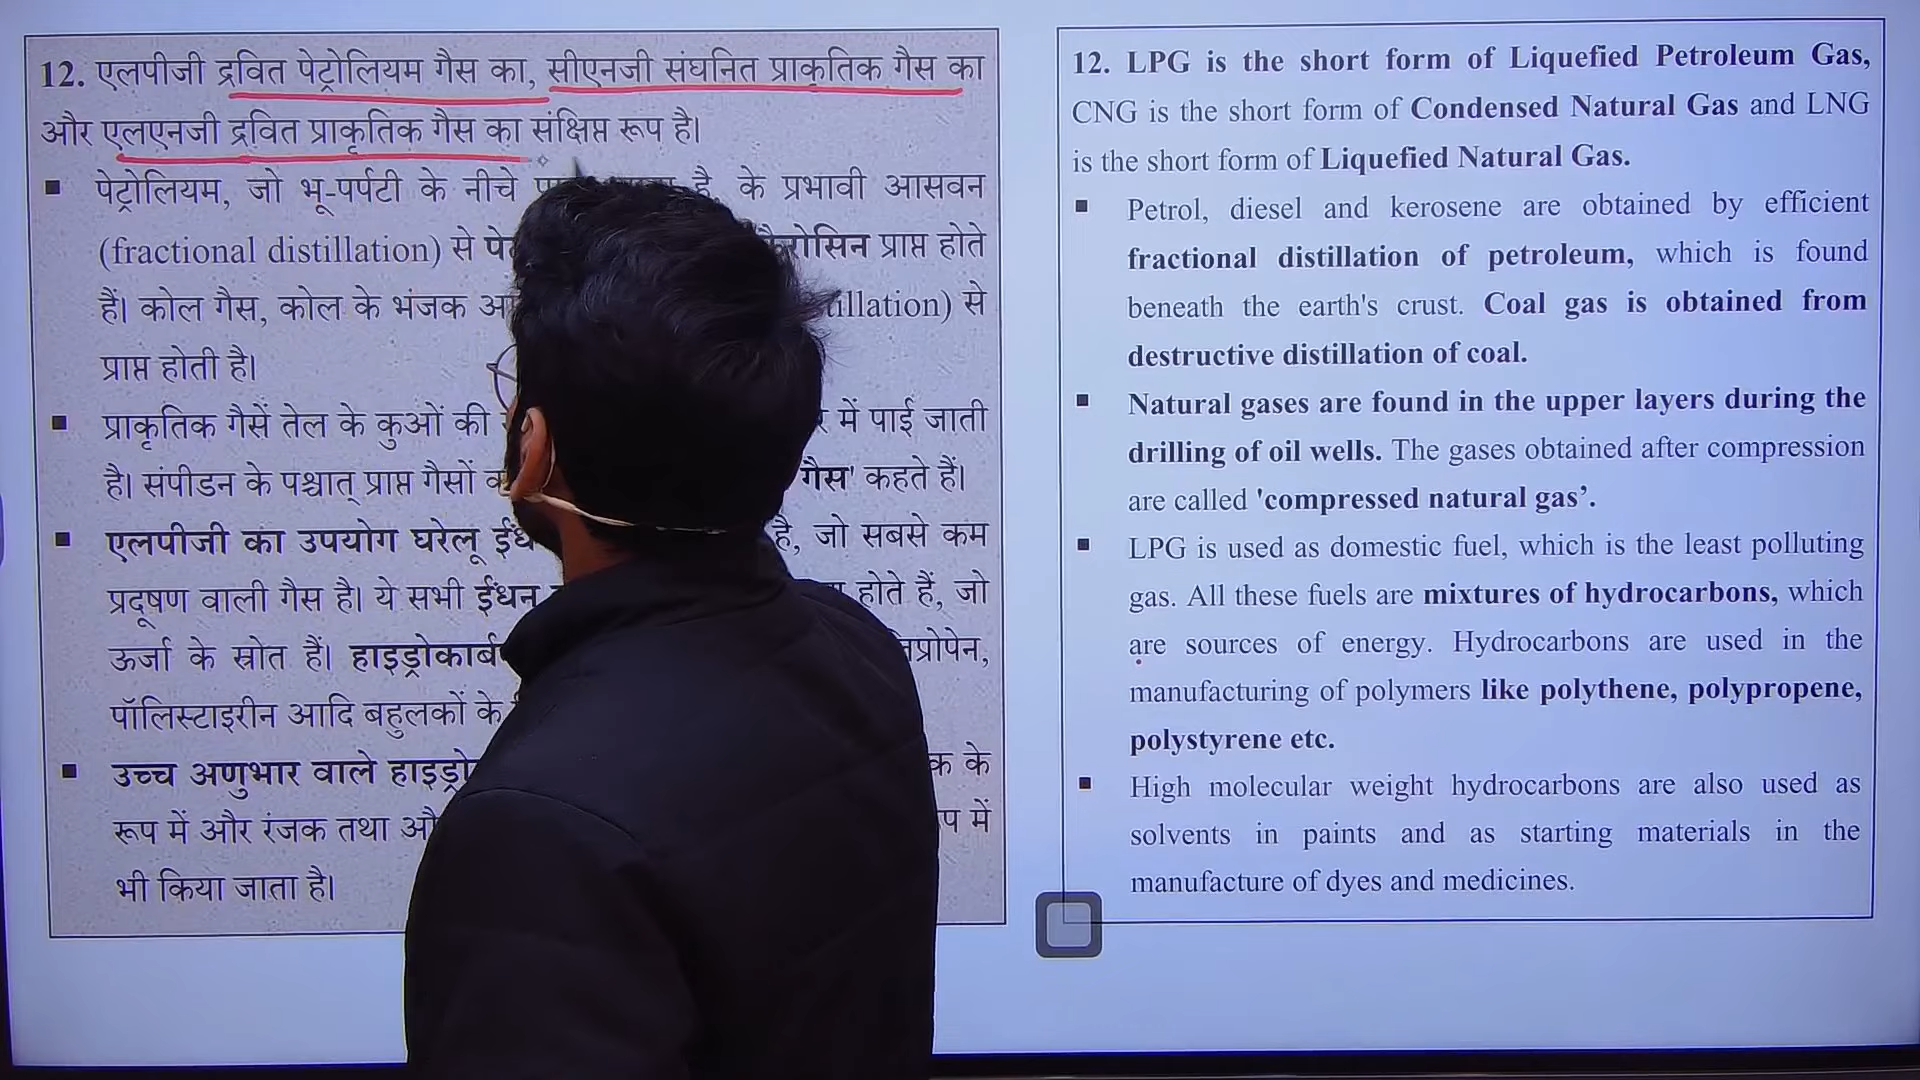 12. एलपीजी द्रवित पेट्रोलियम गैस का, सीएनजी संघनित प्राकृतिक गैस का
और एलएनजी द्रवित प्राकृतिक गैस का संक्षिप्त रूप है।
▪ पेट्रोलियम, जो भू-पर्पटी के नीचे है, के प्रभावी आसवन
(fractional distillation) से प्राप्त होते
हैं। कोल गैस, कोल के भंजक से
प्राप्त होती है।
▪ प्राकृतिक गैसें तेल के कुओं की में पाई जाती
है। संपीडन के पश्चात् प्राप्त गैसों गैस' कहते हैं।
▪ एलपीजी का उपयोग घरेलू है, जो सबसे कम
प्रदूषण वाली गैस है। ये सभी ईंधन होते हैं, जो
ऊर्जा के स्रोत हैं।
पॉलिस्टाइरीन आदि बहुलकों के
▪ उच्च अणुभार वाले के
रूप में और रंजक तथा में
भी किया जाता है।
12. LPG is the short form of Liquefied Petroleum Gas,
CNG is the short form of Condensed Natural Gas and LNG
is the short form of Liquefied Natural Gas.
▪ Petrol, diesel and kerosene are obtained by efficient
fractional distillation of petroleum, which is found
beneath the earth's crust. Coal gas is obtained from
destructive distillation of coal.
▪ Natural gases are found in the upper layers during the
drilling of oil wells. The gases obtained after compression
are called 'compressed natural gas’.
▪ LPG is used as domestic fuel, which is the least polluting
gas. All these fuels are mixtures of hydrocarbons, which
are sources of energy. Hydrocarbons are used in the
manufacturing of polymers like polythene, polypropene,
polystyrene etc.
▪ High molecular weight hydrocarbons are also used as
solvents in paints and as starting materials in the
manufacture of dyes and medicines.